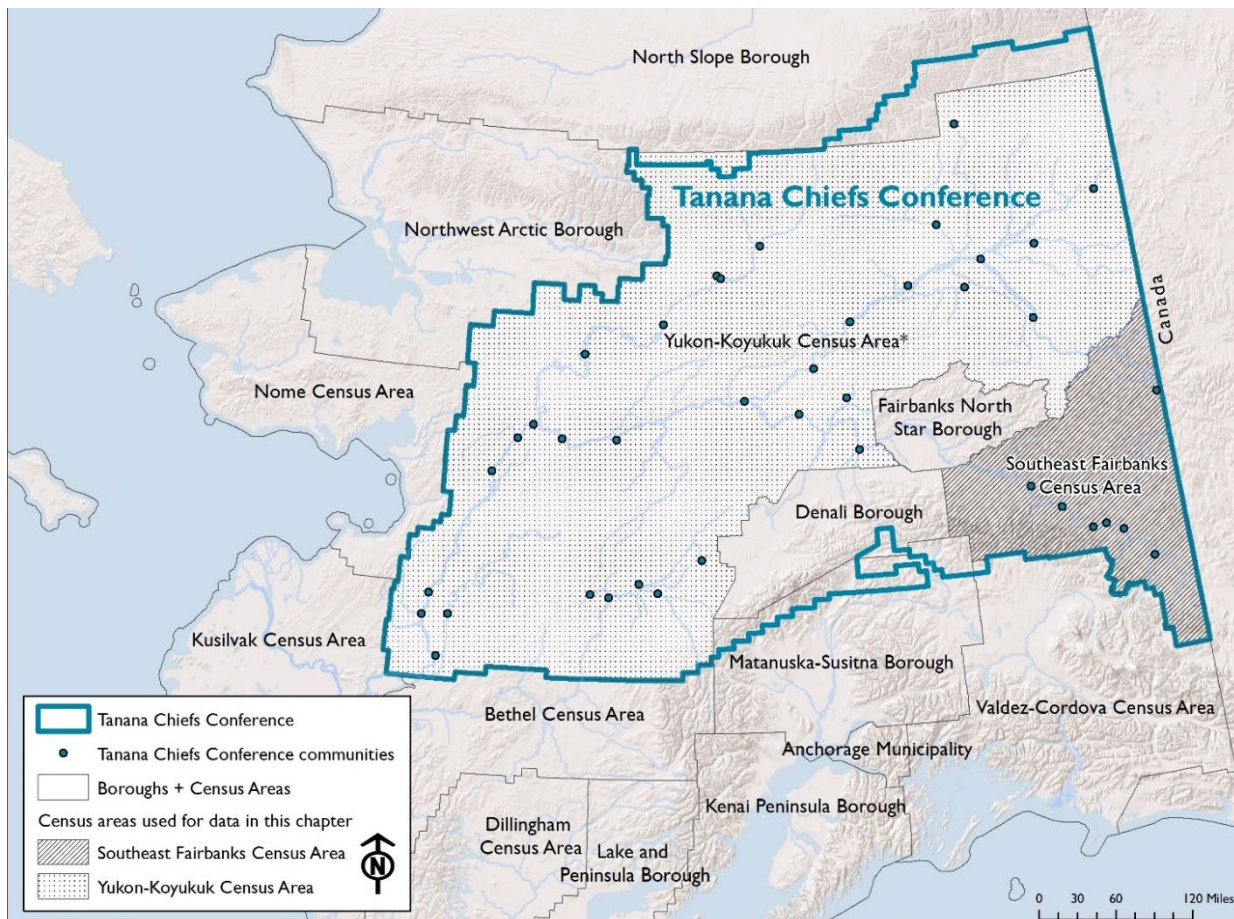 North Slope Borough
Tanana Chiefs Conference
Northwest Arctic Borough
Canada
Yukon-Koyukuk Census Area*
Nome Census Area
Fairbanks North
Star Borough
Southeast Fairbanks
Census Area
Denali Borough
Kusilvak Census Area
Matanuska-Susitna Borough
Bethel Census Area
Valdez-Cordova Census Area
Anchorage Municipality
Kenai Peninsula Borough
Dillingham
Census Area
Lake and
Peninsula Borough
Tanana Chiefs Conference
Tanana Chiefs Conference communities
Boroughs + Census Areas
Census areas used for data in this chapter
Southeast Fairbanks Census Area
Yukon-Koyukuk Census Area
N
0 30 60 120 Miles